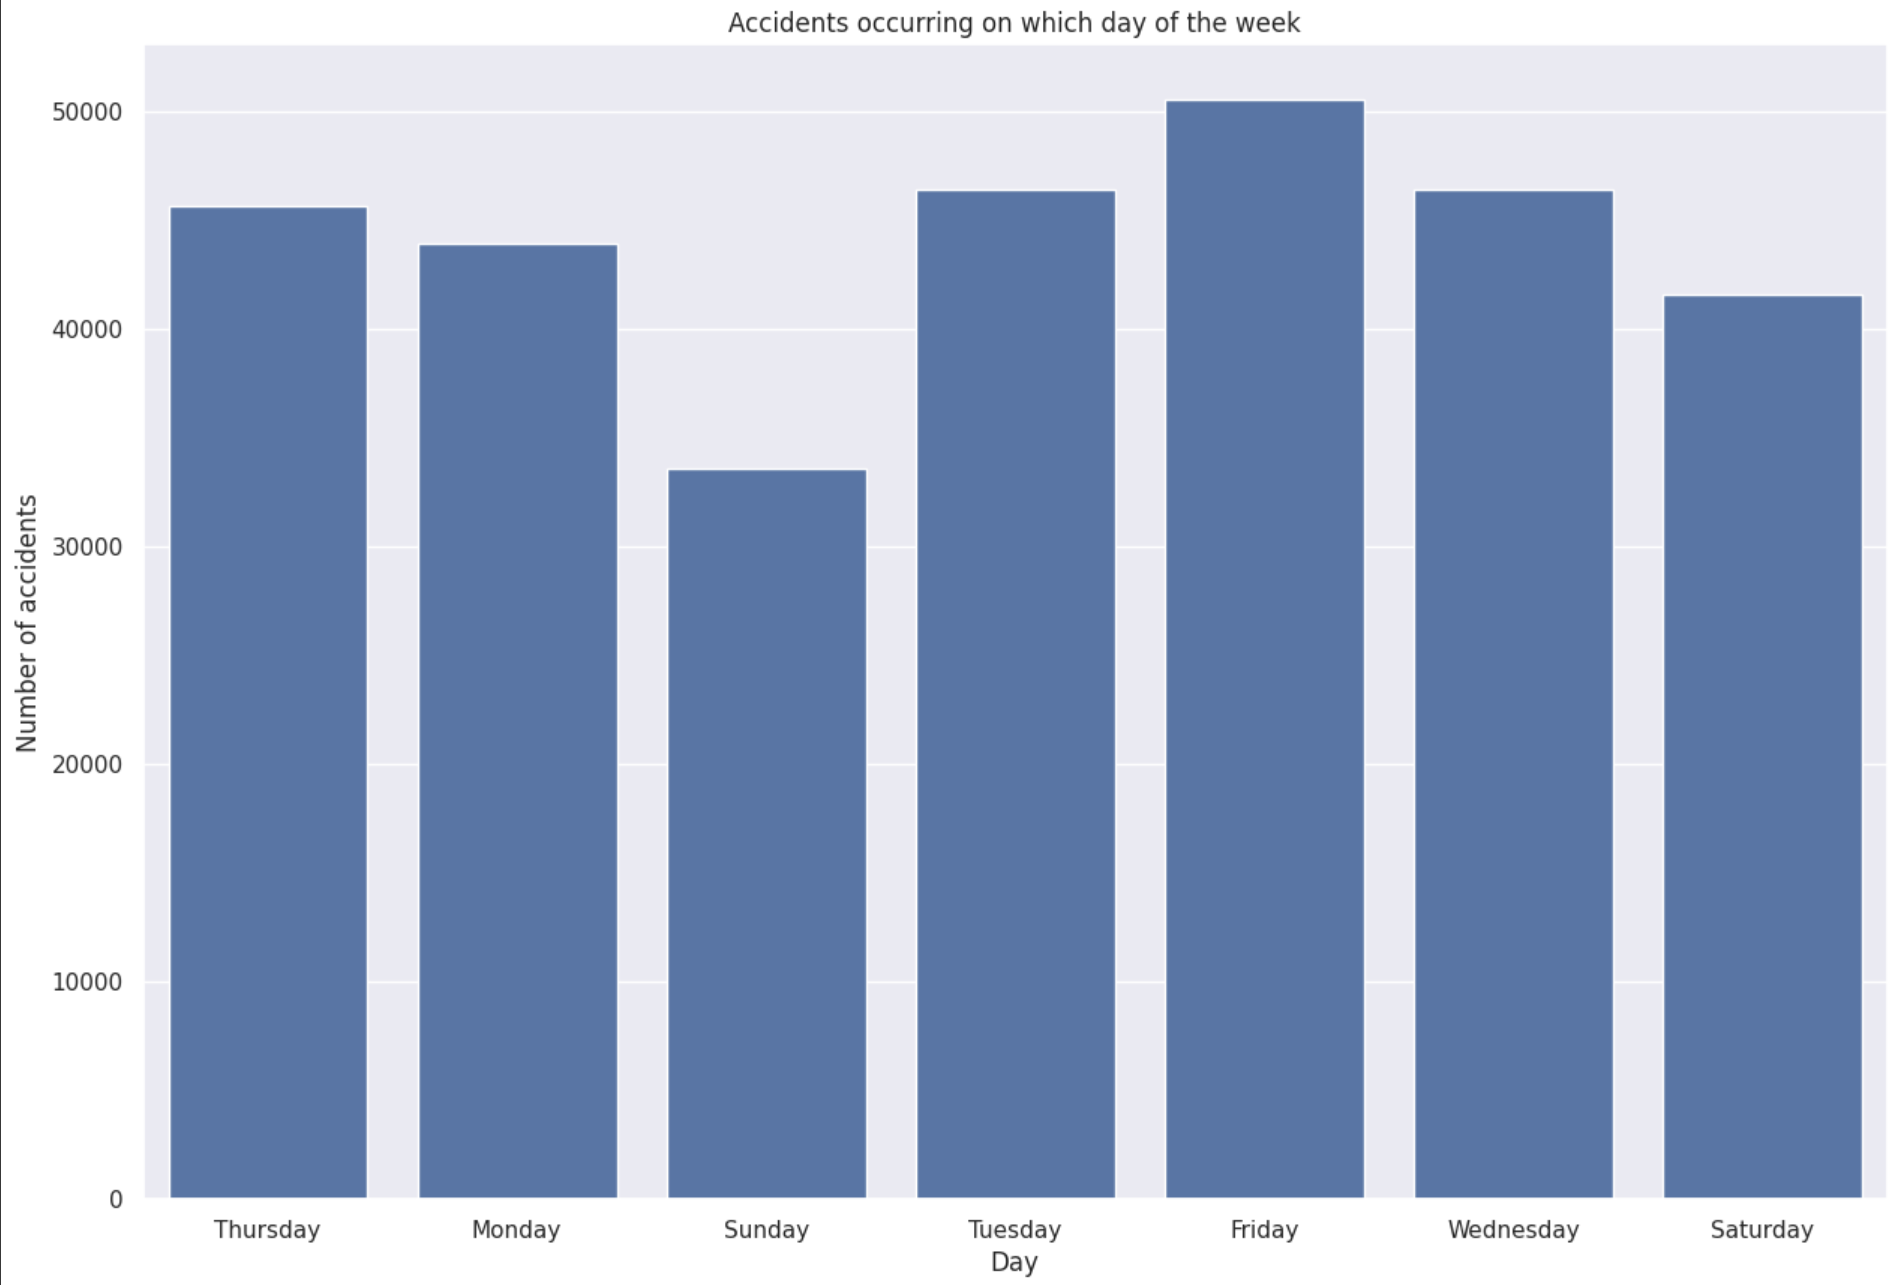 Accidents occurring on which day of the week
50000
40000
30000
20000
10000
0
Number of accidents
Thursday Monday Sunday Tuesday Friday Wednesday Saturday
Day